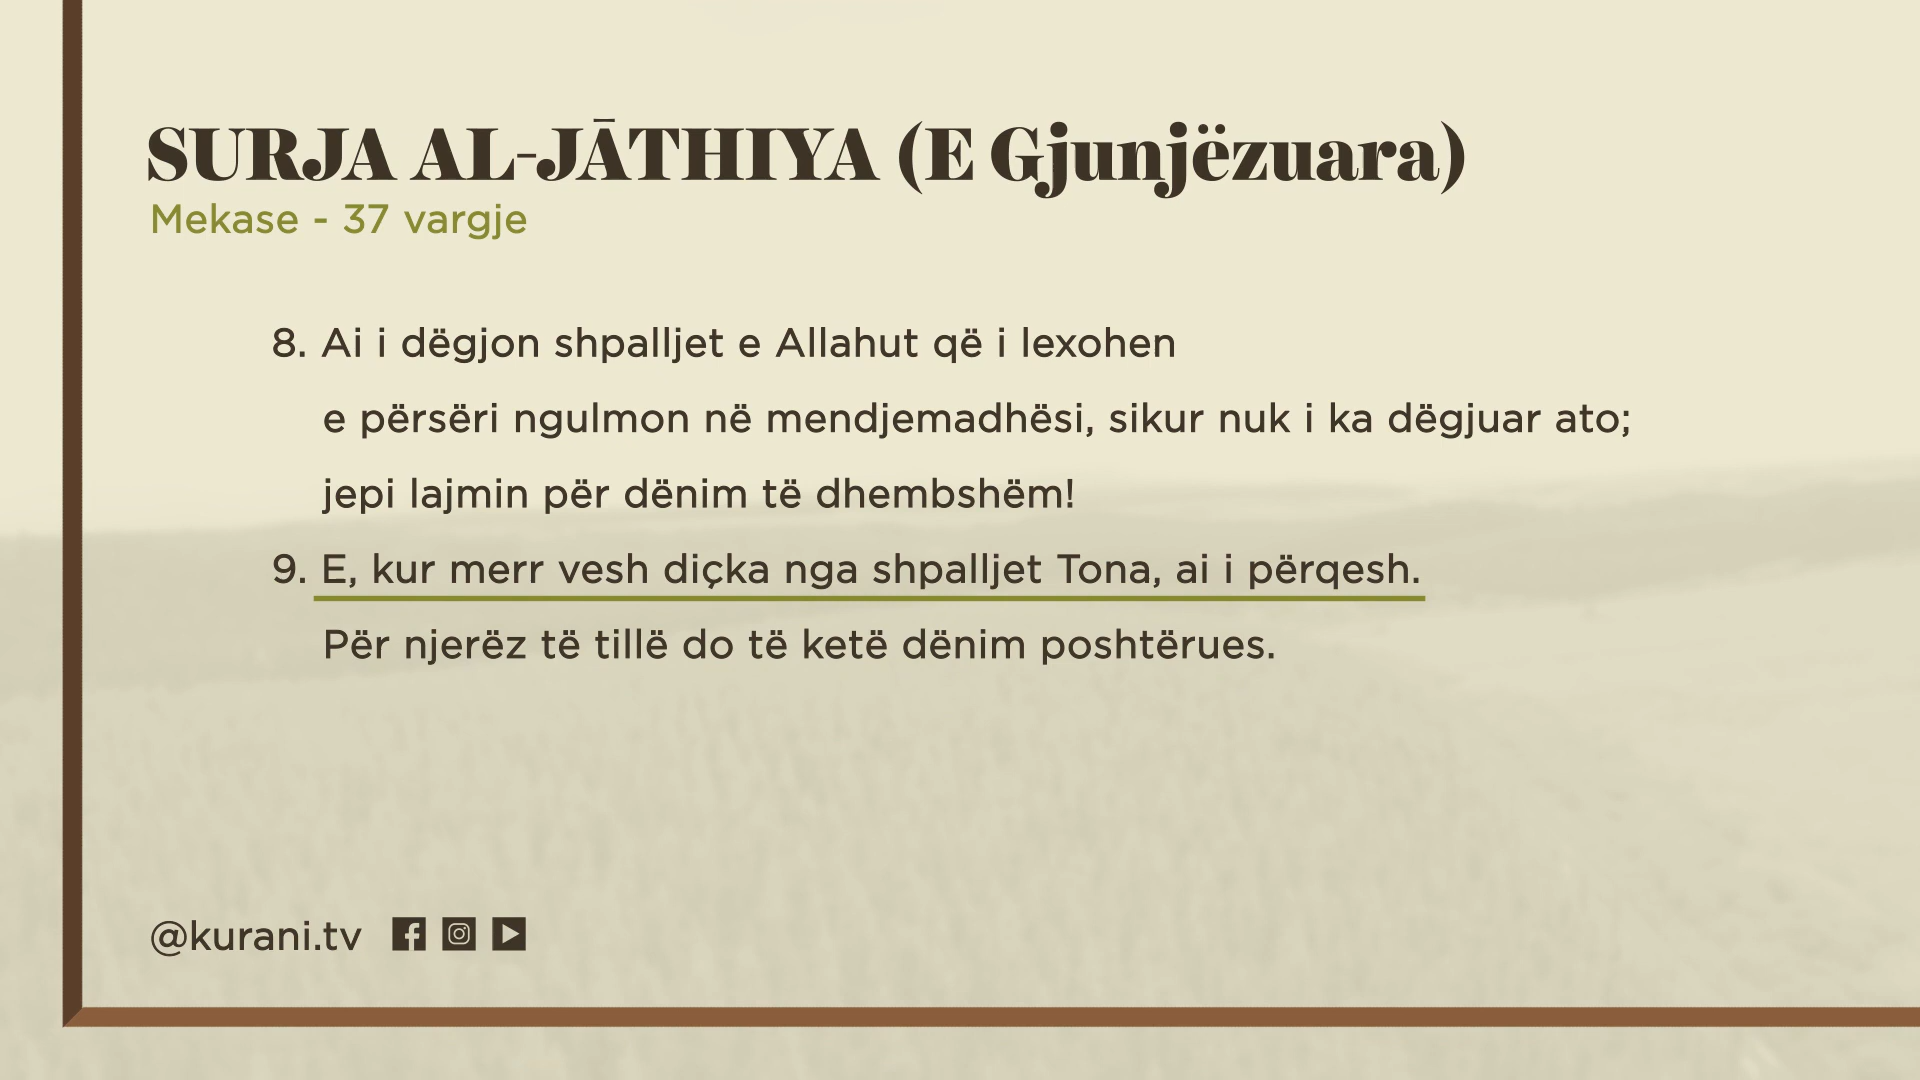 SURJA AL-JĀTHIYA (E Gjunjëzuara)
Mekase - 37 vargje
8. Ai i dëgjon shpalljet e Allahut që i lexohen
e përsëri ngulmon në mendjemadhësi, sikur nuk i ka dëgjuar ato;
jepi lajmin për dënim të dhembshëm!
9. E, kur merr vesh diçka nga shpalljet Tona, ai i përqesh.
Për njerëz të tillë do të ketë dënim poshtërues.
@kurani.tv